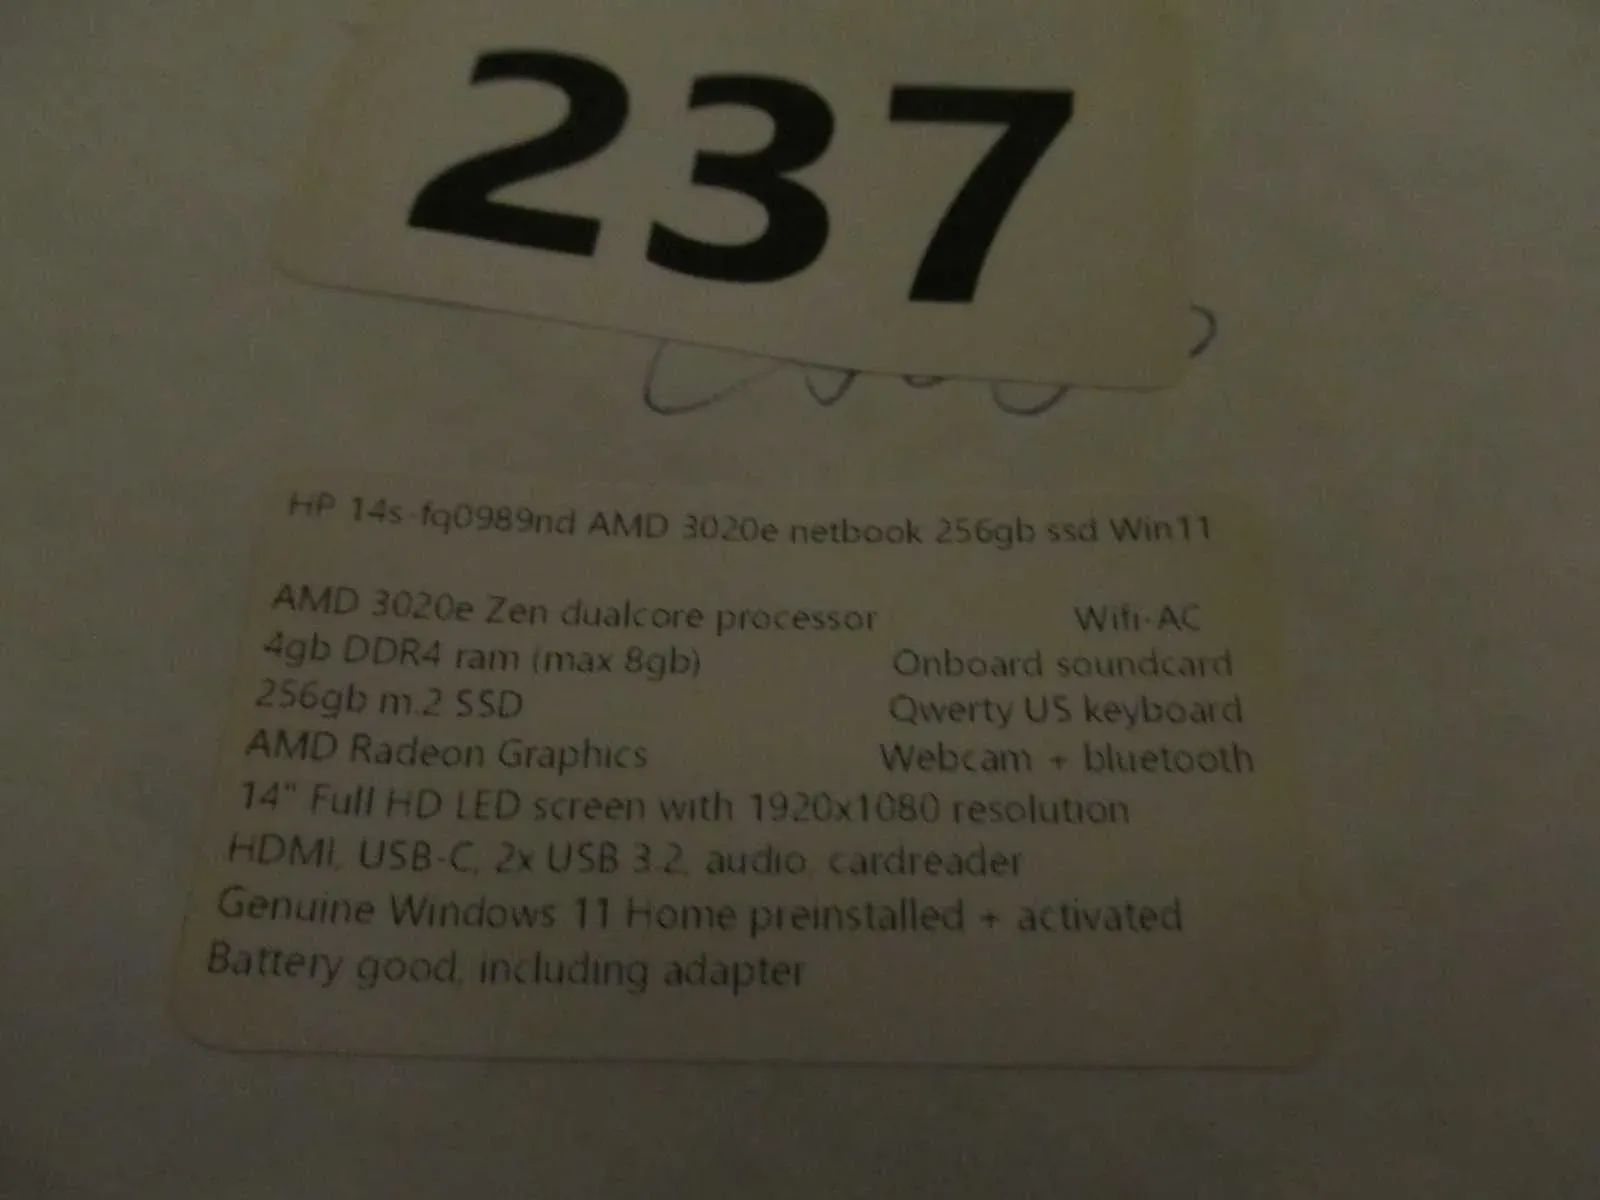 237
HP 14s-fq0989nd AMD 3020e netbook 256gb ssd Win11
AMD 3020e Zen dualcore processor Wifi-AC
4gb DDR4 ram (max 8gb) Onboard soundcard
256gb m.2 SSD Qwerty US keyboard
AMD Radeon Graphics Webcam + bluetooth
14" Full HD LED screen with 1920x1080 resolution
HDMI, USB-C, 2x USB 3.2, audio, cardreader
Genuine Windows 11 Home preinstalled + activated
Battery good, including adapter